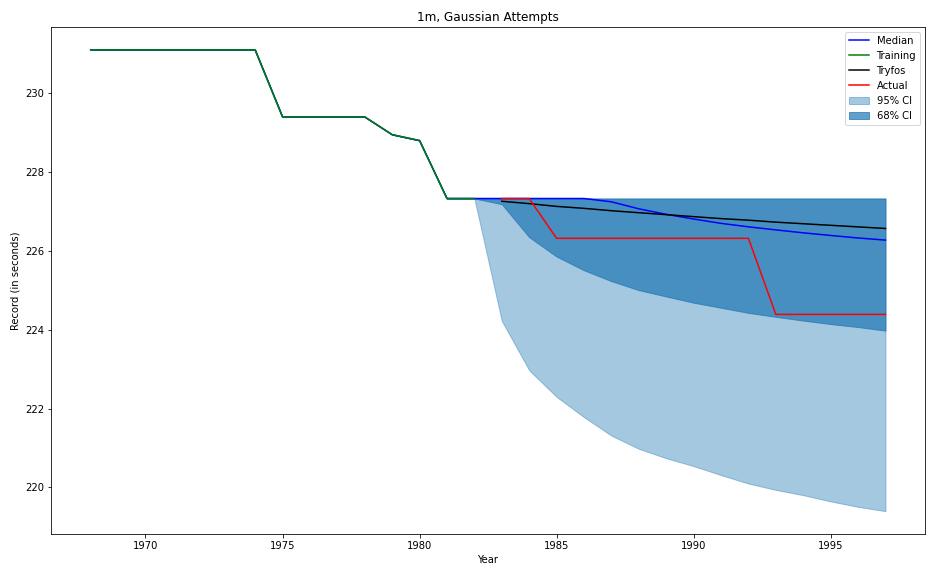 1m, Gaussian Attempts
Median
Training
Tryfos
Actual
95% CI
68% CI
Record (in seconds)
230
228
226
224
222
220
1970
1975
1980
1985
1990
1995
Year